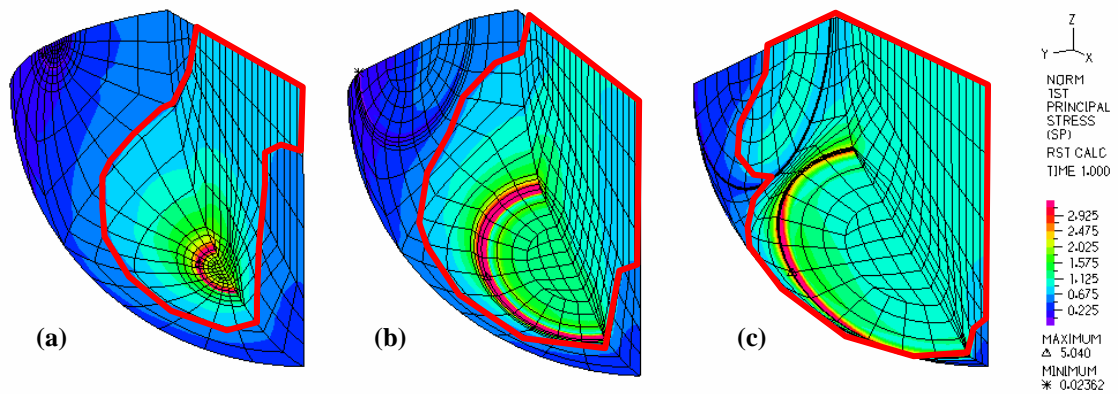 (a)
(b)
(c)
Z
Y X
NORM
1ST
PRINCIPAL
STRESS
(SP)
RST CALC
TIME 1.000
2.925
2.475
2.025
1.575
1.125
0.675
0.225
MAXIMUM
△ 5.040
MINIMUM
* 0.02362